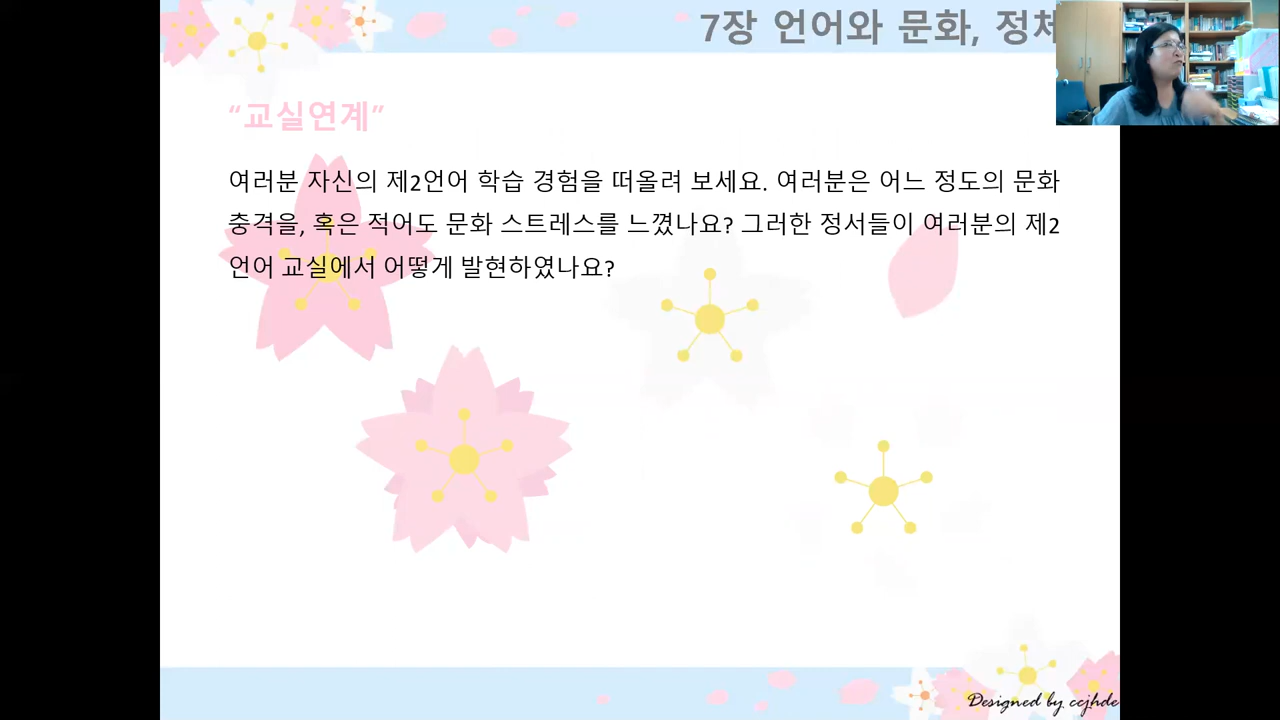 7장 언어와 문화, 정체
“교실연계”
여러분 자신의 제2언어 학습 경험을 떠올려 보세요. 여러분은 어느 정도의 문화
충격을, 혹은 적어도 문화 스트레스를 느꼈나요? 그러한 정서들이 여러분의 제2
언어 교실에서 어떻게 발현하였나요?
Designed by ccjhde